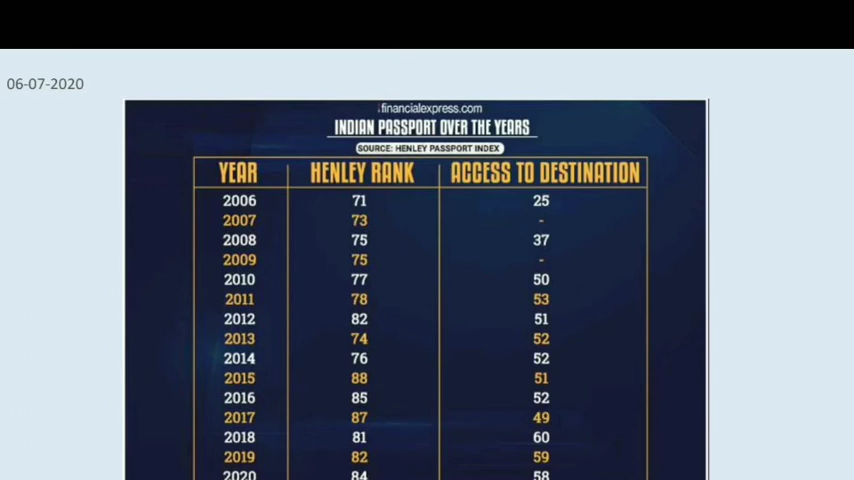 06-07-2020
financialexpress.com
INDIAN PASSPORT OVER THE YEARS
SOURCE: HENLEY PASSPORT INDEX
YEAR HENLEY RANK ACCESS TO DESTINATION
2006 71 25
2007 73 -
2008 75 37
2009 75 -
2010 77 50
2011 78 53
2012 82 51
2013 74 52
2014 76 52
2015 88 51
2016 85 52
2017 87 49
2018 81 60
2019 82 59
2020 84 58